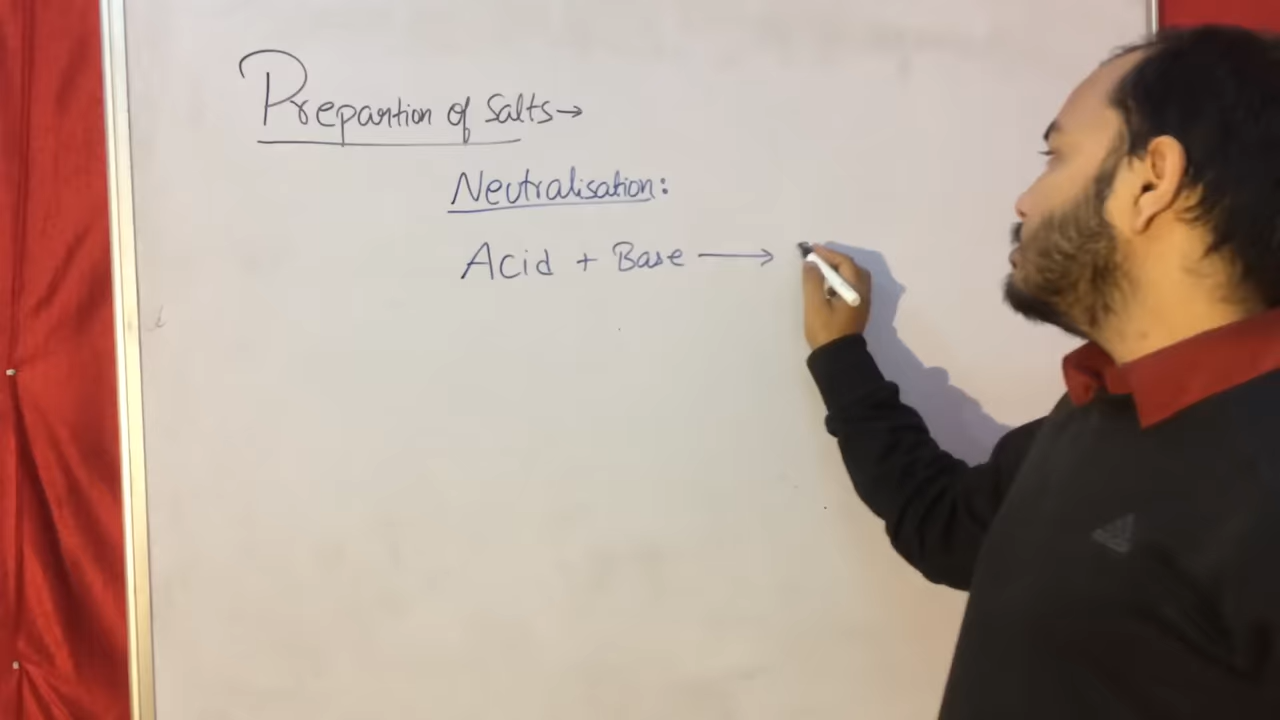 Prepartion of Salts→
Neutralisation:
Acid + Base ⟶